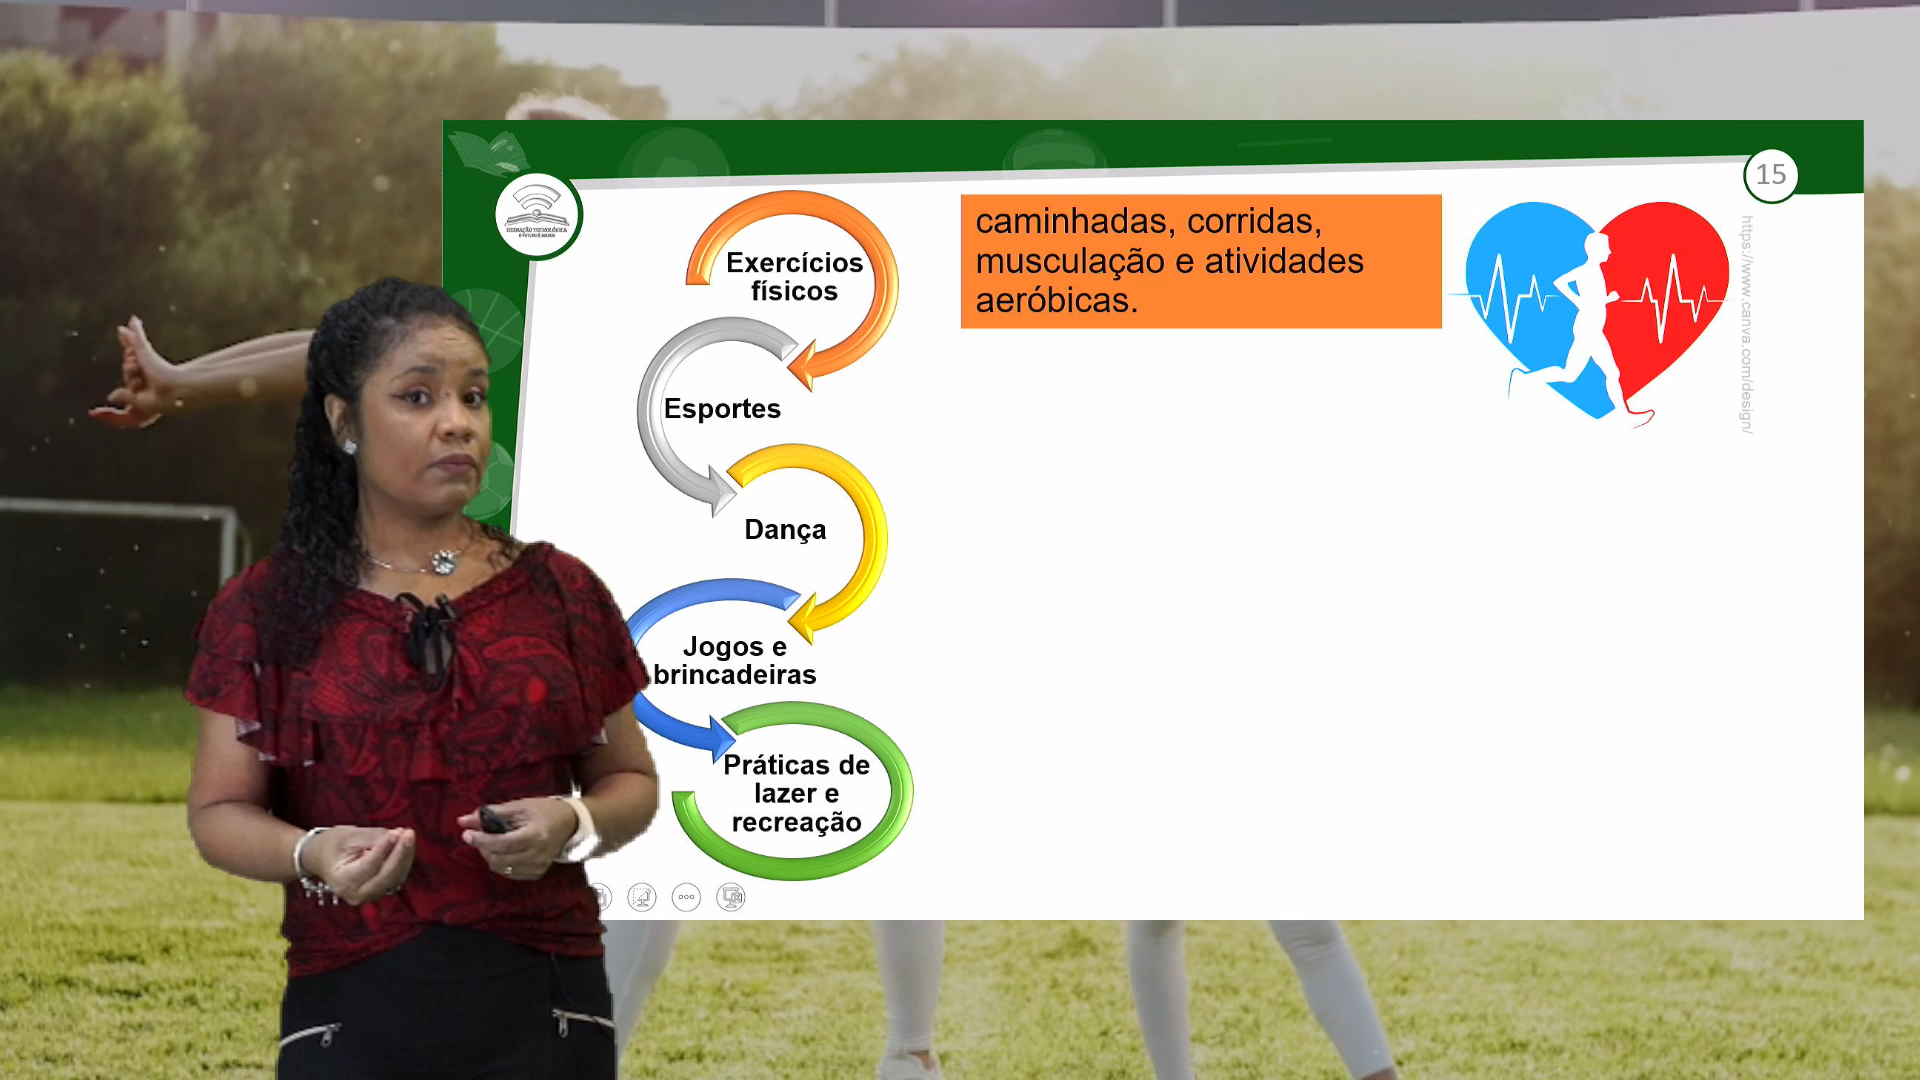 15
Exercícios
físicos
caminhadas, corridas,
musculação e atividades
aeróbicas.
https://www.canva.com/design/
Esportes
Dança
Jogos e
brincadeiras
Práticas de
lazer e
recreação